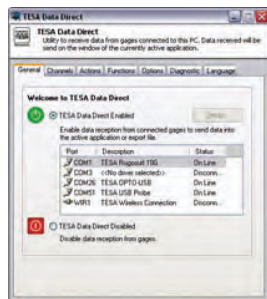 TESA Data Direct
TESA Data Direct
Utility to receive data from gages connected to this PC. Data received will be
send on the window of the currently active application.
General Channels Actions Functions Options Diagnostic Language
Welcome to TESA Data Direct
TESA Data Direct Enabled
Enable data reception from connected gages to send data into
the active application or export file.
Port Description Status
COM1 TESA Rugosurf 10G On Line
COM3 <<No driver selected>> Disconn...
COM26 TESA OPTO-USB On Line
COM51 TESA USB Probe On Line
WIR1 TESA Wireless Connection Disconn...
TESA Data Direct Disabled
Disable data reception from gages.